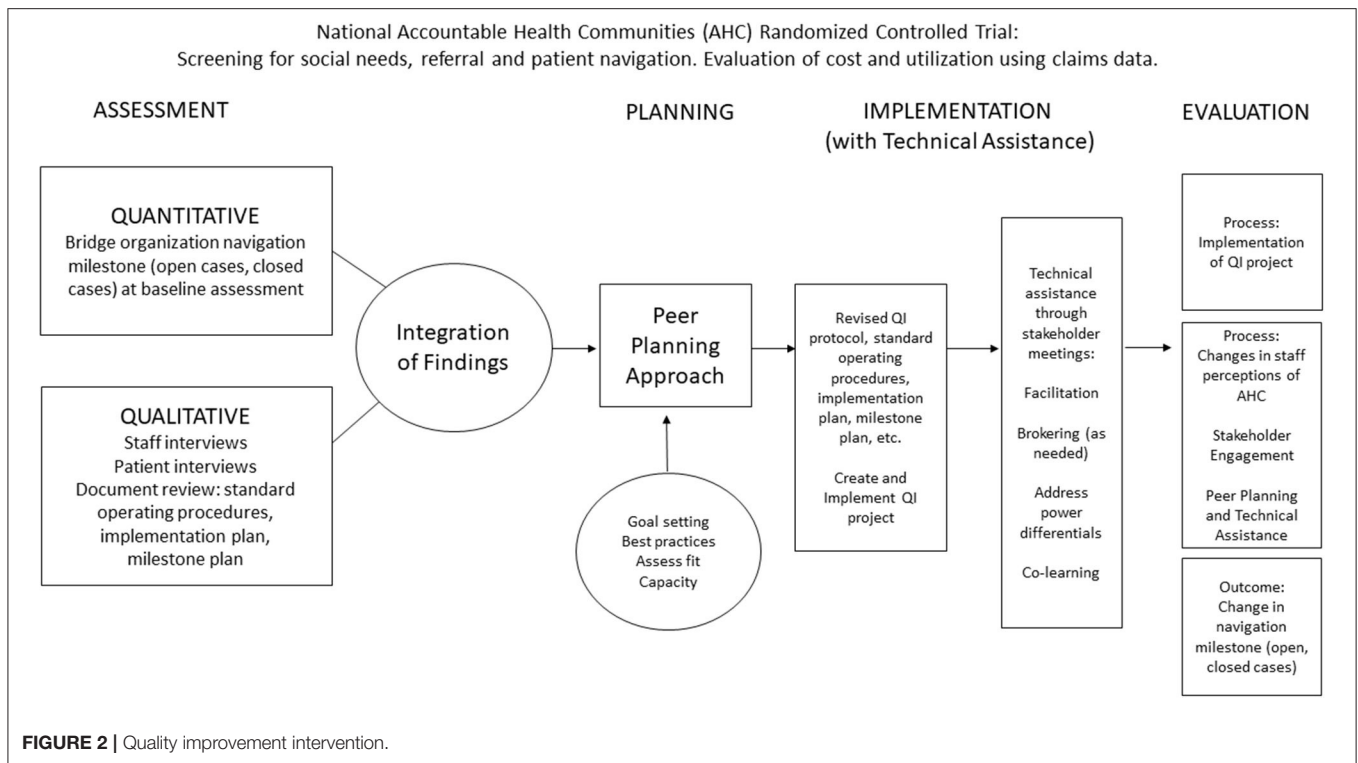 National Accountable Health Communities (AHC) Randomized Controlled Trial:
Screening for social needs, referral and patient navigation. Evaluation of cost and utilization using claims data.
ASSESSMENT
PLANNING
IMPLEMENTATION
(with Technical Assistance)
EVALUATION
QUANTITATIVE
Bridge organization navigation
milestone (open cases, closed
cases) at baseline assessment
QUALITATIVE
Staff interviews
Patient interviews
Document review: standard
operating procedures,
implementation plan,
milestone plan
Integration
of Findings
Peer
Planning
Approach
Goal setting
Best practices
Assess fit
Capacity
Revised QI
protocol, standard
operating procedures,
implementation
plan, milestone
plan, etc.
Create and
Implement QI
project
Technical
assistance
through
stakeholder
meetings:
Facilitation
Brokering (as
needed)
Address
power
differentials
Co-learning
Process:
Implementation
of QI project
Process:
Changes in staff
perceptions of
AHC
Stakeholder
Engagement
Peer Planning
and Technical
Assistance
Outcome:
Change in
navigation
milestone (open,
closed cases)
FIGURE 2 | Quality improvement intervention.